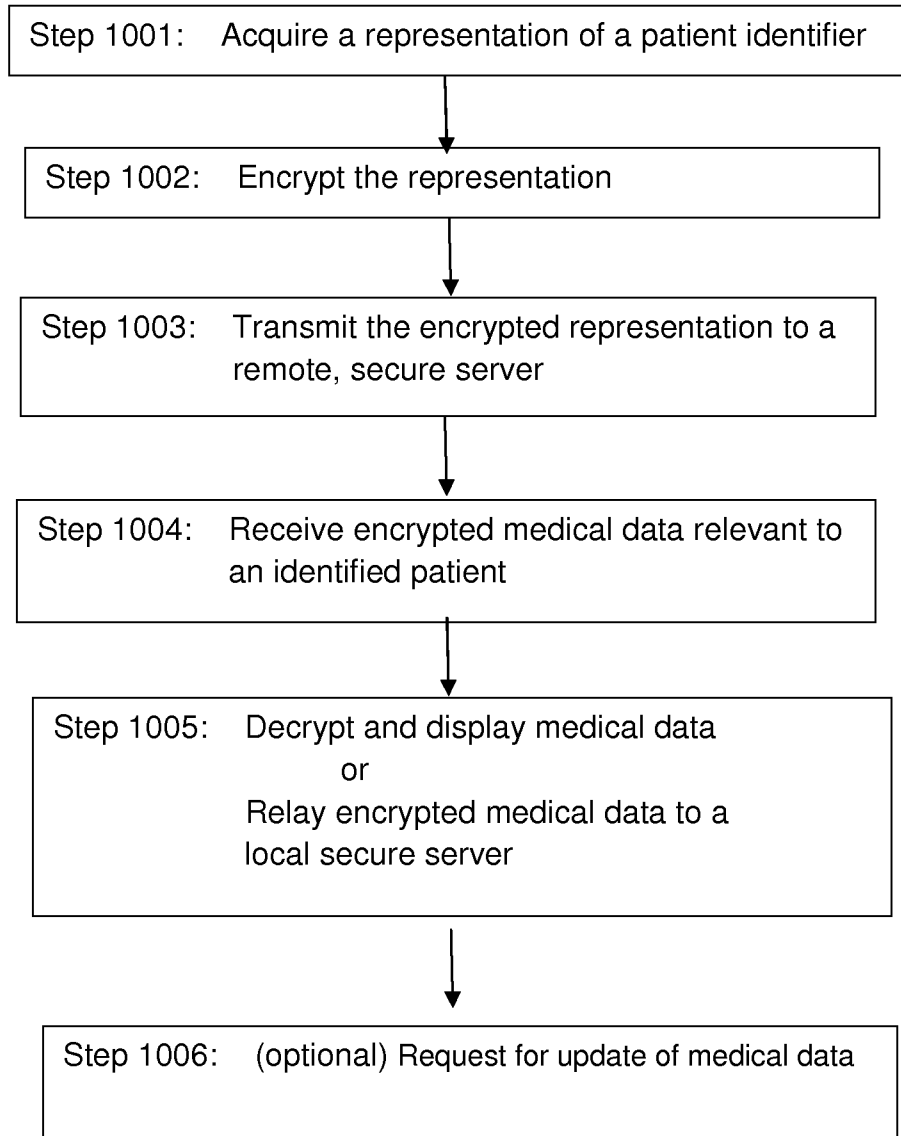 Step 1001: Acquire a representation of a patient identifier
Step 1002: Encrypt the representation
Step 1003: Transmit the encrypted representation to a
remote, secure server
Step 1004: Receive encrypted medical data relevant to
an identified patient
Step 1005: Decrypt and display medical data
or
Relay encrypted medical data to a
local secure server
Step 1006: (optional) Request for update of medical data